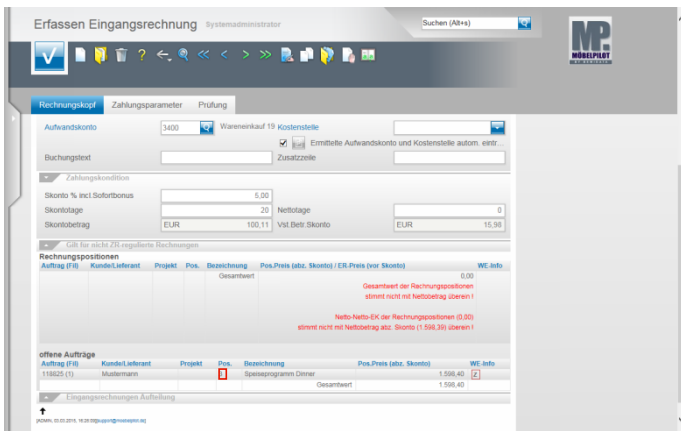 Erfassen Eingangsrechnung Systemadministrator
Suchen (Alt+s)
MP.
MÖBELPILOT
Rechnungskopf Zahlungsparameter Prüfung
Aufwandskonto 3400 Wareneinkauf 19 Kostenstelle
Ermittelte Aufwandskonto und Kostenstelle autom. eintr...
Buchungstext Zusatzzeile
Zahlungskondition
Skonto % incl.Sofortbonus 5,00
Skontotage 20 Nettotage 0
Skontobetrag EUR 100,11 Vst.Betr.Skonto EUR 15,98
Gilt für nicht ZR-regulierte Rechnungen
Rechnungspositionen
Auftrag (Fil) Kunde/Lieferant Projekt Pos. Bezeichnung Pos.Preis (abz. Skonto) / ER-Preis (vor Skonto) WE-Info
Gesamtwert 0,00
Gesamtwert der Rechnungspositionen
stimmt nicht mit Nettobetrag überein !
Netto-Netto-EK der Rechnungspositionen (0,00)
stimmt nicht mit Nettobetrag abz. Skonto (1.598,39) überein !
offene Aufträge
Auftrag (Fil) Kunde/Lieferant Projekt Pos. Bezeichnung Pos.Preis (abz. Skonto) WE-Info
118825 (1) Mustermann Speiseprogramm Dinner 1.598,40 Z
Gesamtwert 1.598,40
Eingangsrechnungen Aufteilung